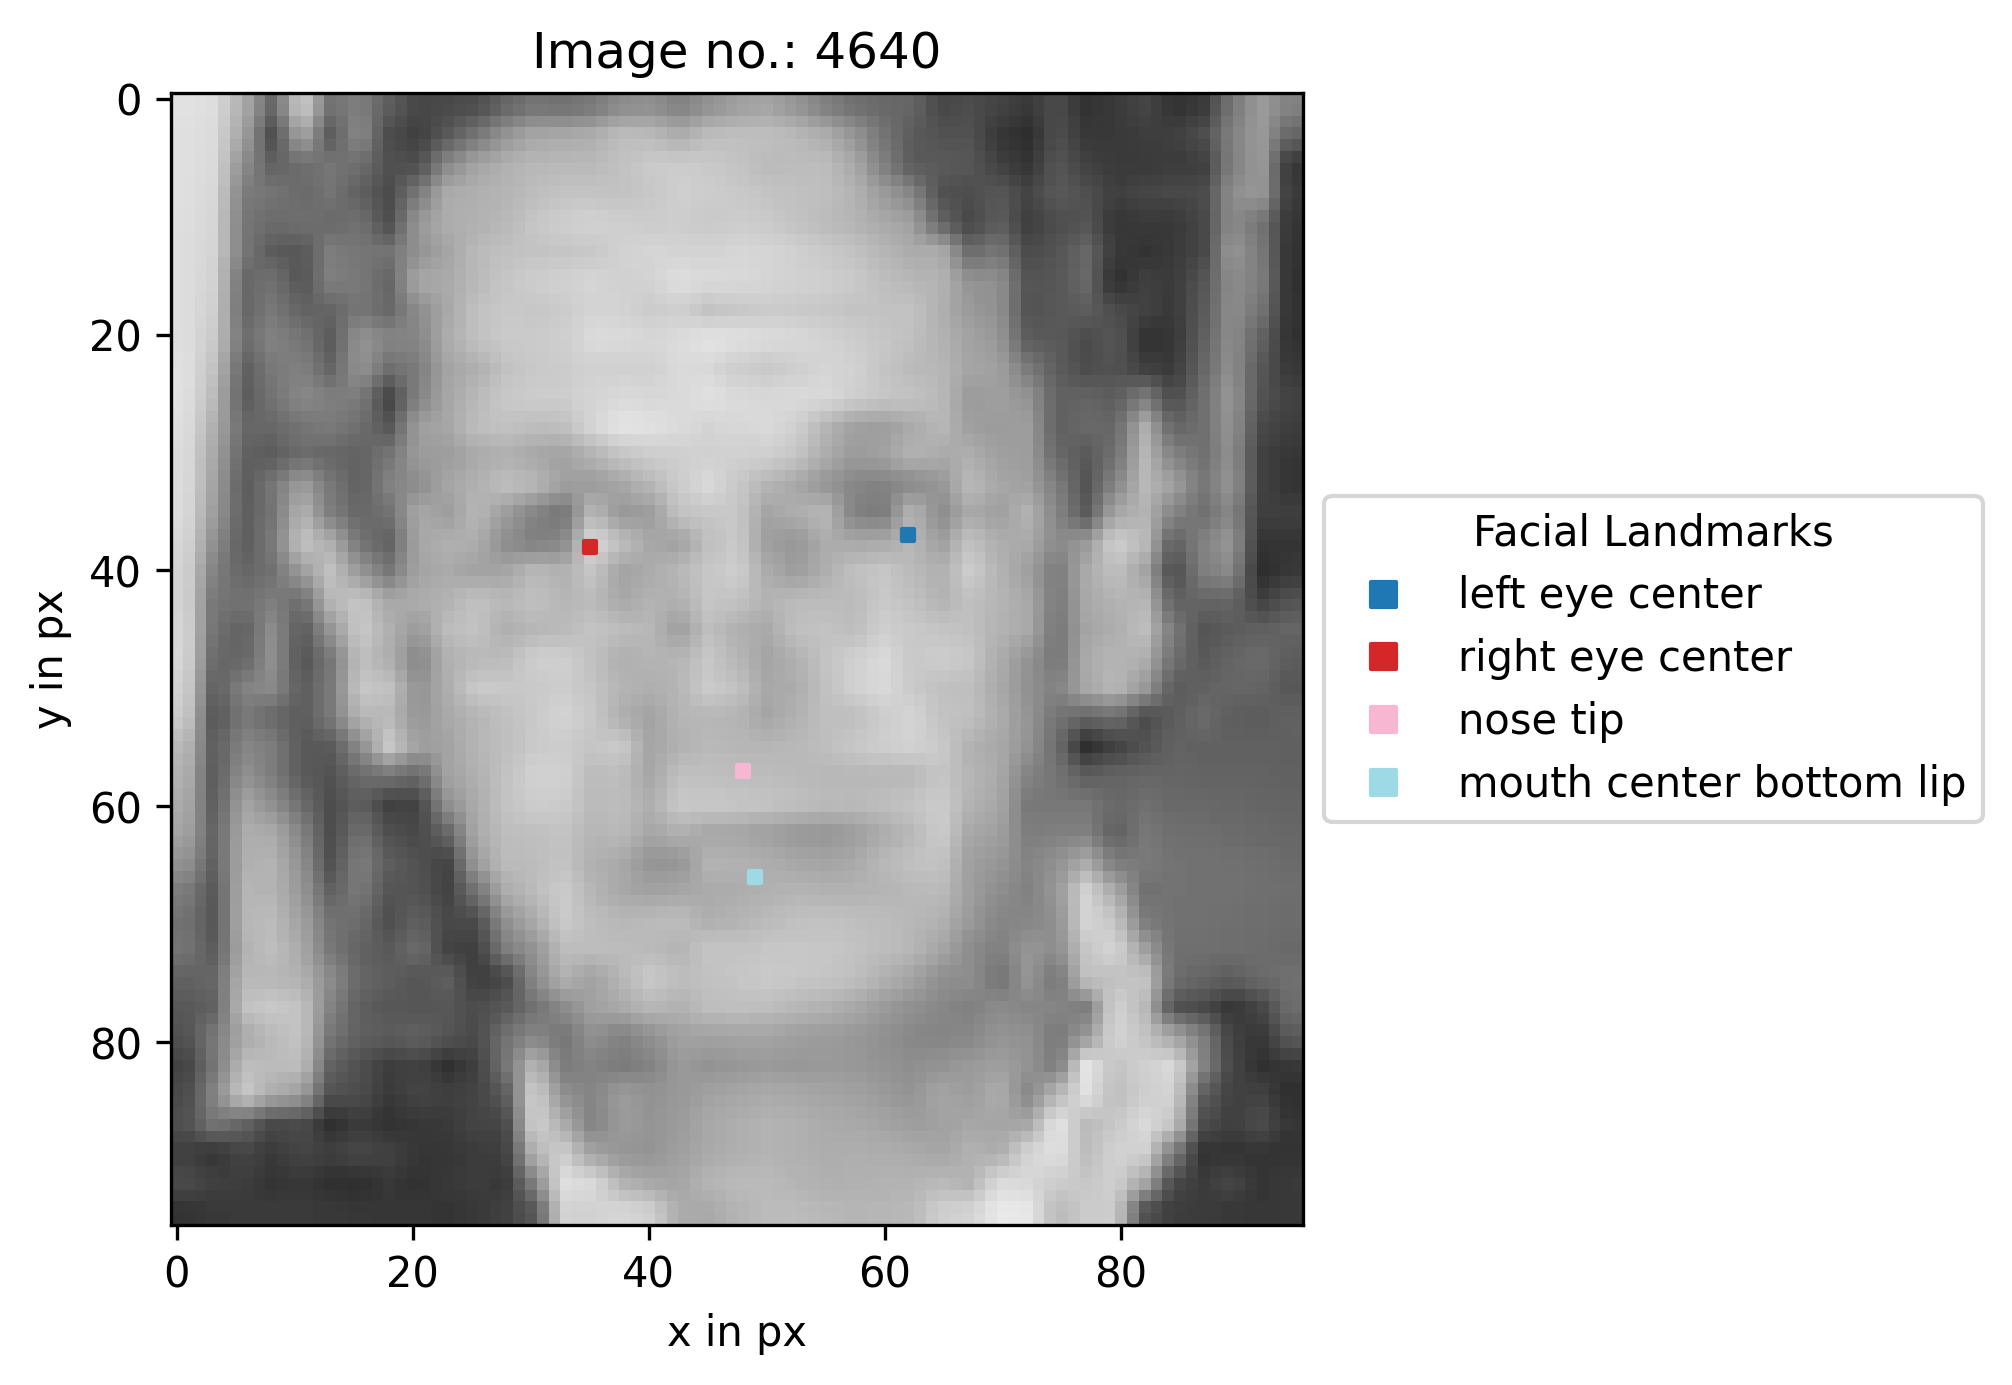 Image no.: 4640
0
20
40
60
80
y in px
0 20 40 60 80
x in px
Facial Landmarks
left eye center
right eye center
nose tip
mouth center bottom lip